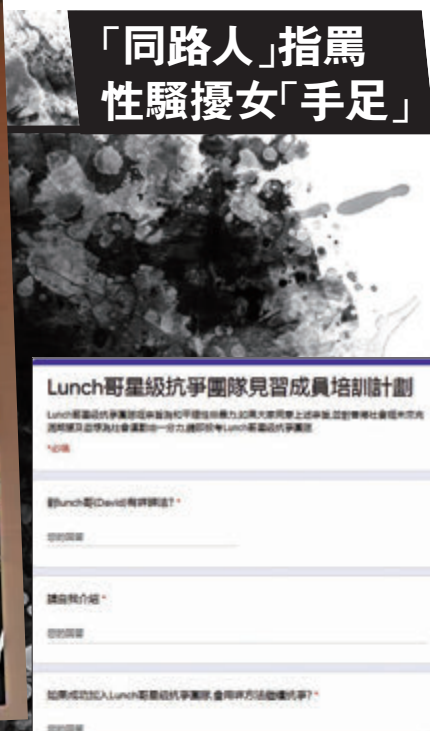 「同路人」指罵
性騷擾女「手足」
Lunch哥星級抗爭團隊見習成員培訓計劃
*必填
對lunch哥(David)有咩睇法? *
您的回答
請自我介紹 *
您的回答
如果成功加入Lunch哥星級抗爭團隊,會用咩方法繼續抗爭? *
您的回答